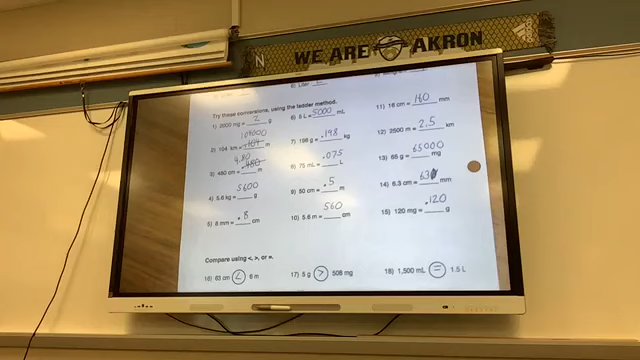 WE ARE AKRON
N
adidas
Try these conversions, using the ladder method.
1) 2000 mg = 2 g
6) 5 L = 5000 mL
11) 16 cm = 160 mm
104000
2) 104 km = 104 m
7) 198 g = .198 kg
12) 2500 m = 2.5 km
4.80
3) 480 cm = 480 m
8) 75 mL = .075 L
13) 65 g = 65000 mg
4) 5.6 kg = 5600 g
9) 50 cm = .5 m
14) 6.3 cm = 63 mm
5) 8 mm = .8 cm
10) 5.6 m = 560 cm
15) 120 mg = .120 g
Compare using <, >, or =.
16) 63 cm < 6 m
17) 5 g > 508 mg
18) 1,500 mL = 1.5 L